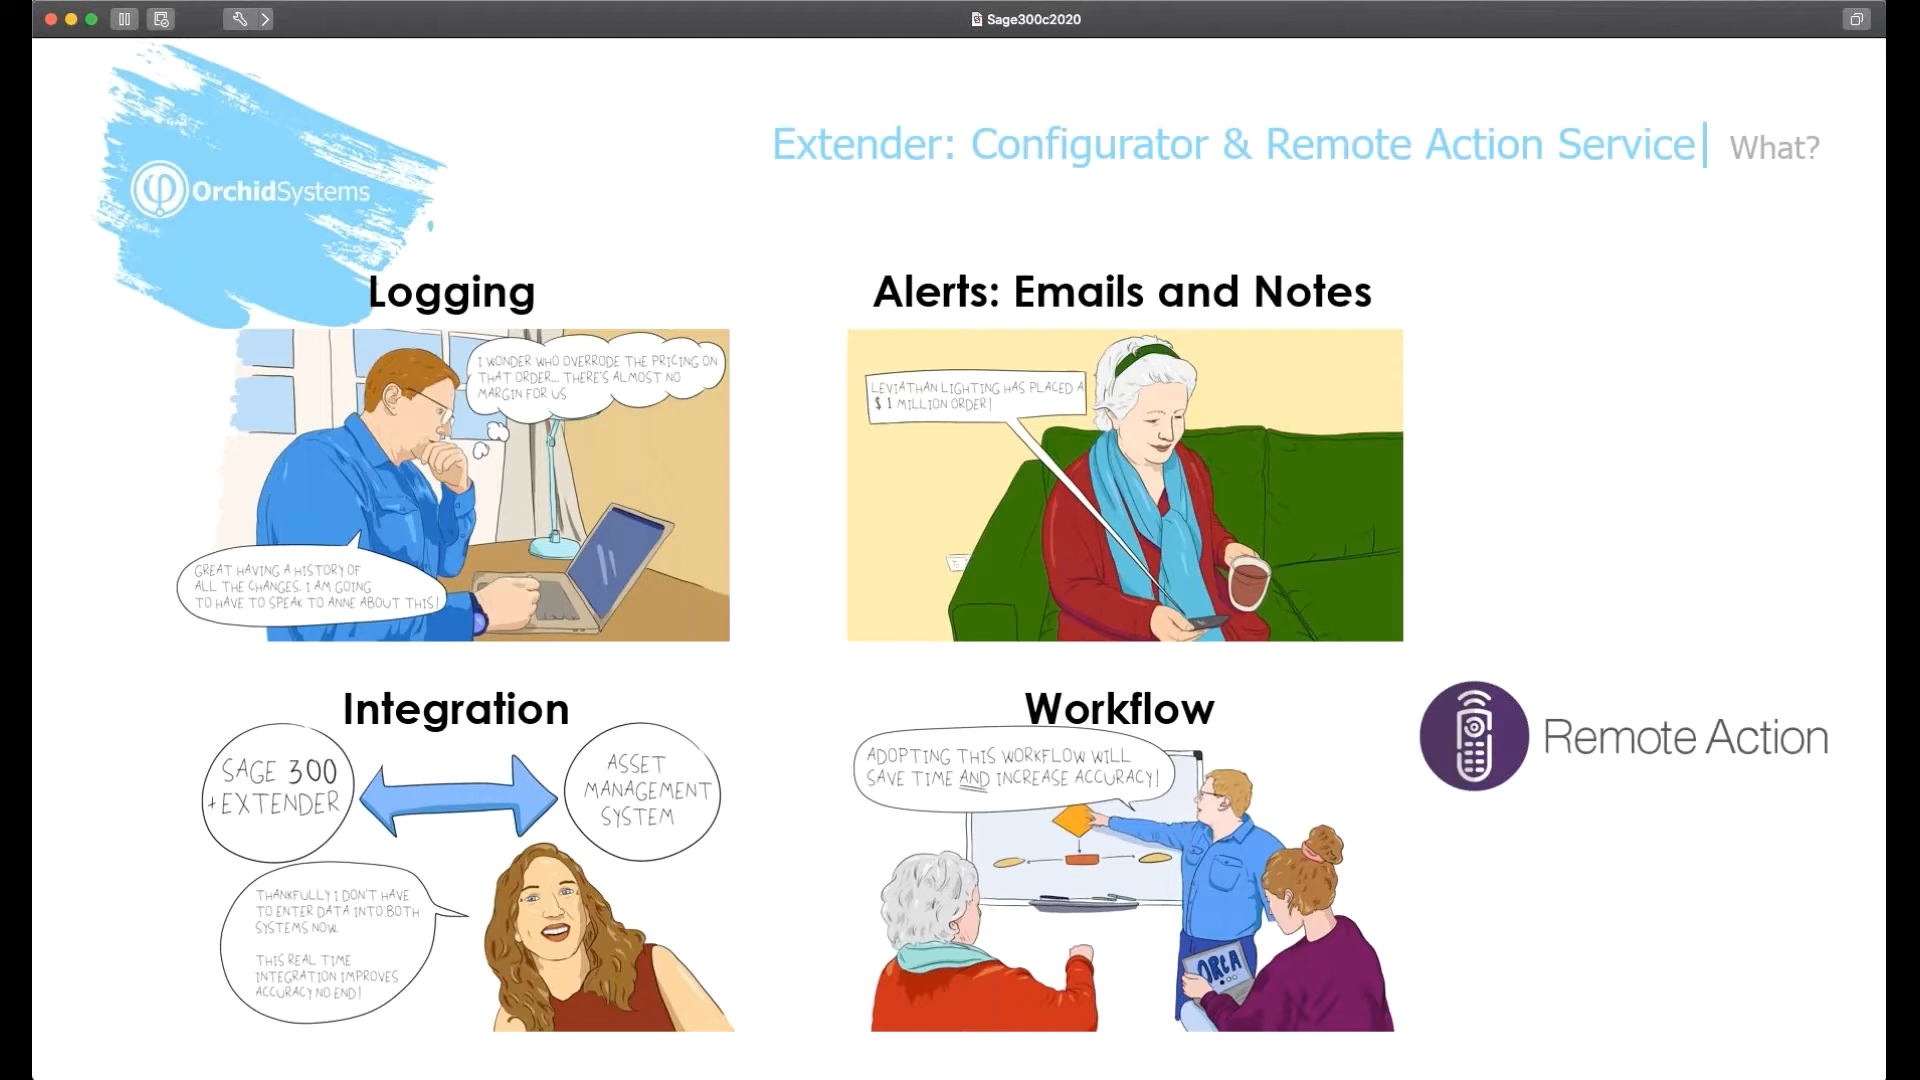 Sage300c2020
OrchidSystems
Extender: Configurator & Remote Action Service| What?
Logging
I WONDER WHO OVERRODE THE PRICING ON
THAT ORDER... THERE'S ALMOST NO
MARGIN FOR US
GREAT HAVING A HISTORY OF
ALL THE CHANGES. I AM GOING
TO HAVE TO SPEAK TO ANNE ABOUT THIS!
Alerts: Emails and Notes
LEVIATHAN LIGHTING HAS PLACED A
$1 MILLION ORDER!
Integration
SAGE 300
+EXTENDER
ASSET
MANAGEMENT
SYSTEM
THANKFULLY I DON'T HAVE
TO ENTER DATA INTO BOTH
SYSTEMS NOW.
THIS REAL TIME
INTEGRATION IMPROVES
ACCURACY NO END!
Workflow
ADOPTING THIS WORKFLOW WILL
SAVE TIME AND INCREASE ACCURACY!
ORCA
Remote Action